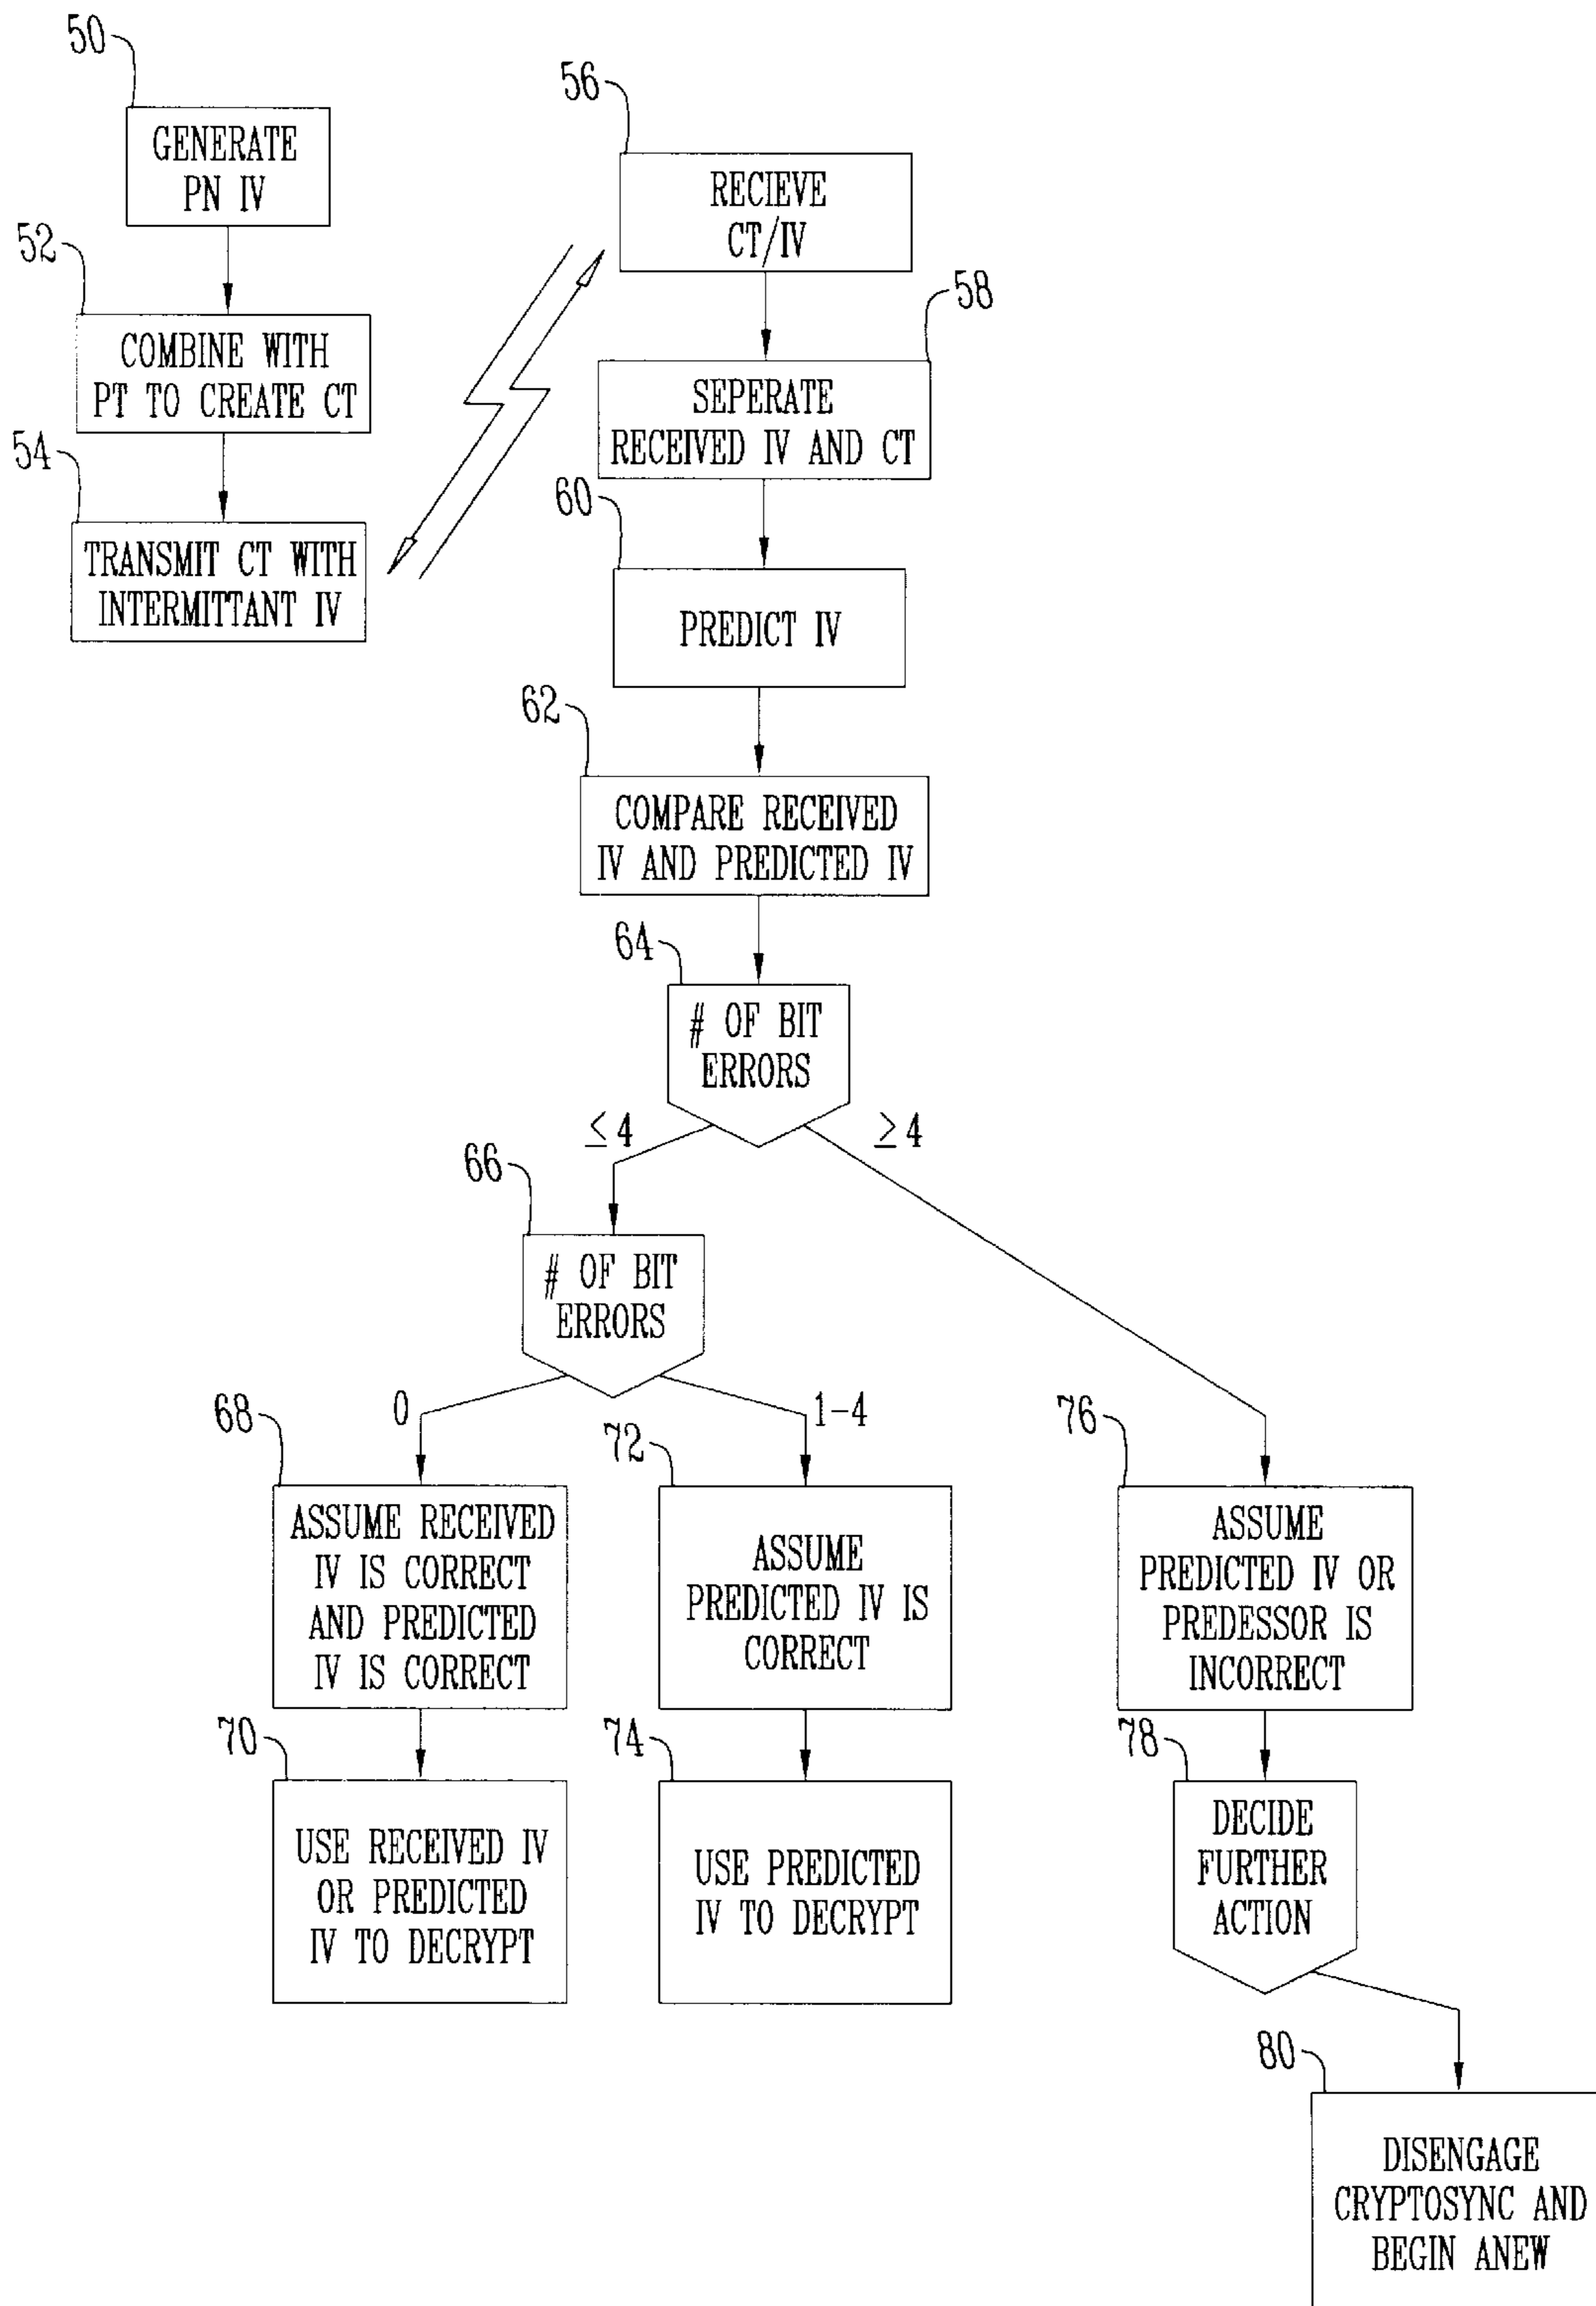 50
GENERATE
PN IV
52
COMBINE WITH
PT TO CREATE CT
54
TRANSMIT CT WITH
INTERMITTANT IV
56
RECIEVE
CT/IV
58
SEPERATE
RECEIVED IV AND CT
60
PREDICT IV
62
COMPARE RECEIVED
IV AND PREDICTED IV
64
# OF BIT
ERRORS
≤4
≥4
66
# OF BIT
ERRORS
0
1-4
68
ASSUME RECEIVED
IV IS CORRECT
AND PREDICTED
IV IS CORRECT
70
USE RECEIVED IV
OR PREDICTED
IV TO DECRYPT
72
ASSUME
PREDICTED IV IS
CORRECT
74
USE PREDICTED
IV TO DECRYPT
76
ASSUME
PREDICTED IV OR
PREDESSOR IS
INCORRECT
78
DECIDE
FURTHER
ACTION
80
DISENGAGE
CRYPTOSYNC AND
BEGIN ANEW